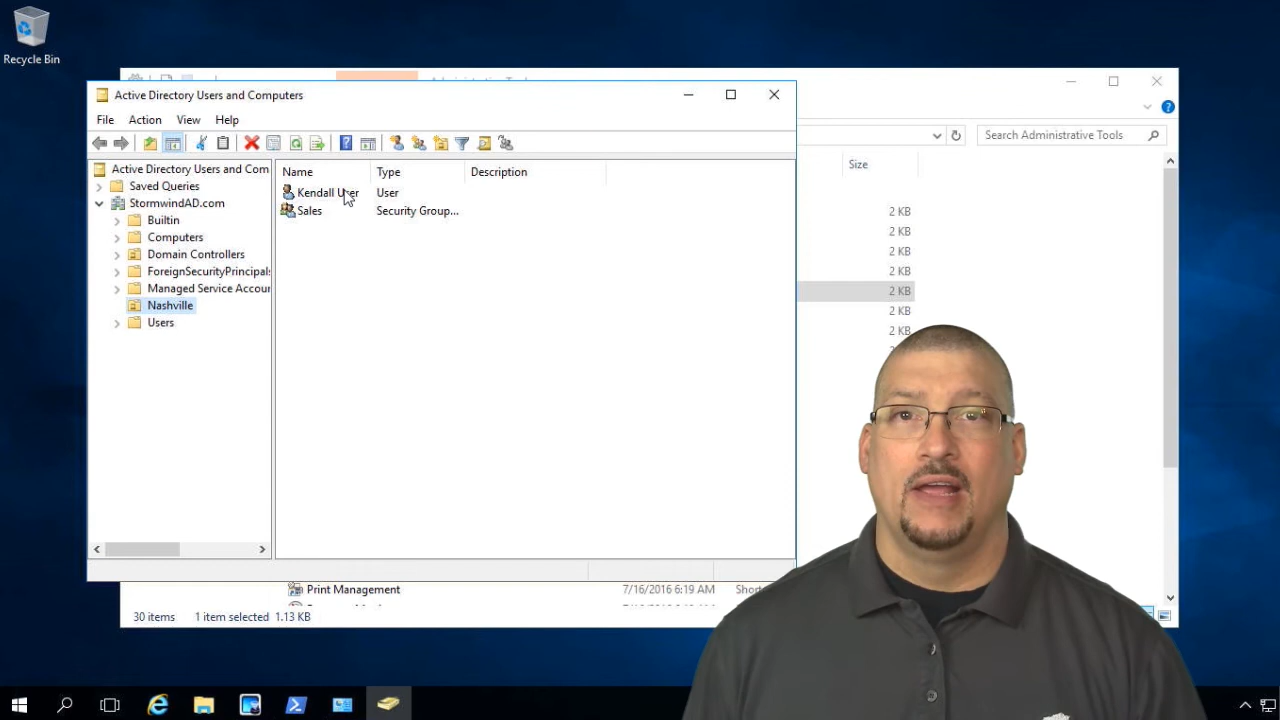 Recycle Bin
Active Directory Users and Computers
File Action View Help
Search Administrative Tools
Active Directory Users and Com
Saved Queries
StormwindAD.com
Builtin
Computers
Domain Controllers
ForeignSecurityPrincipals
Managed Service Accour
Nashville
Users
Name Type Description
Kendall User User
Sales Security Group...
Size
2 KB
2 KB
2 KB
2 KB
2 KB
2 KB
2 KB
Print Management 7/16/2016 6:19 AM Short
30 items 1 item selected 1.13 KB